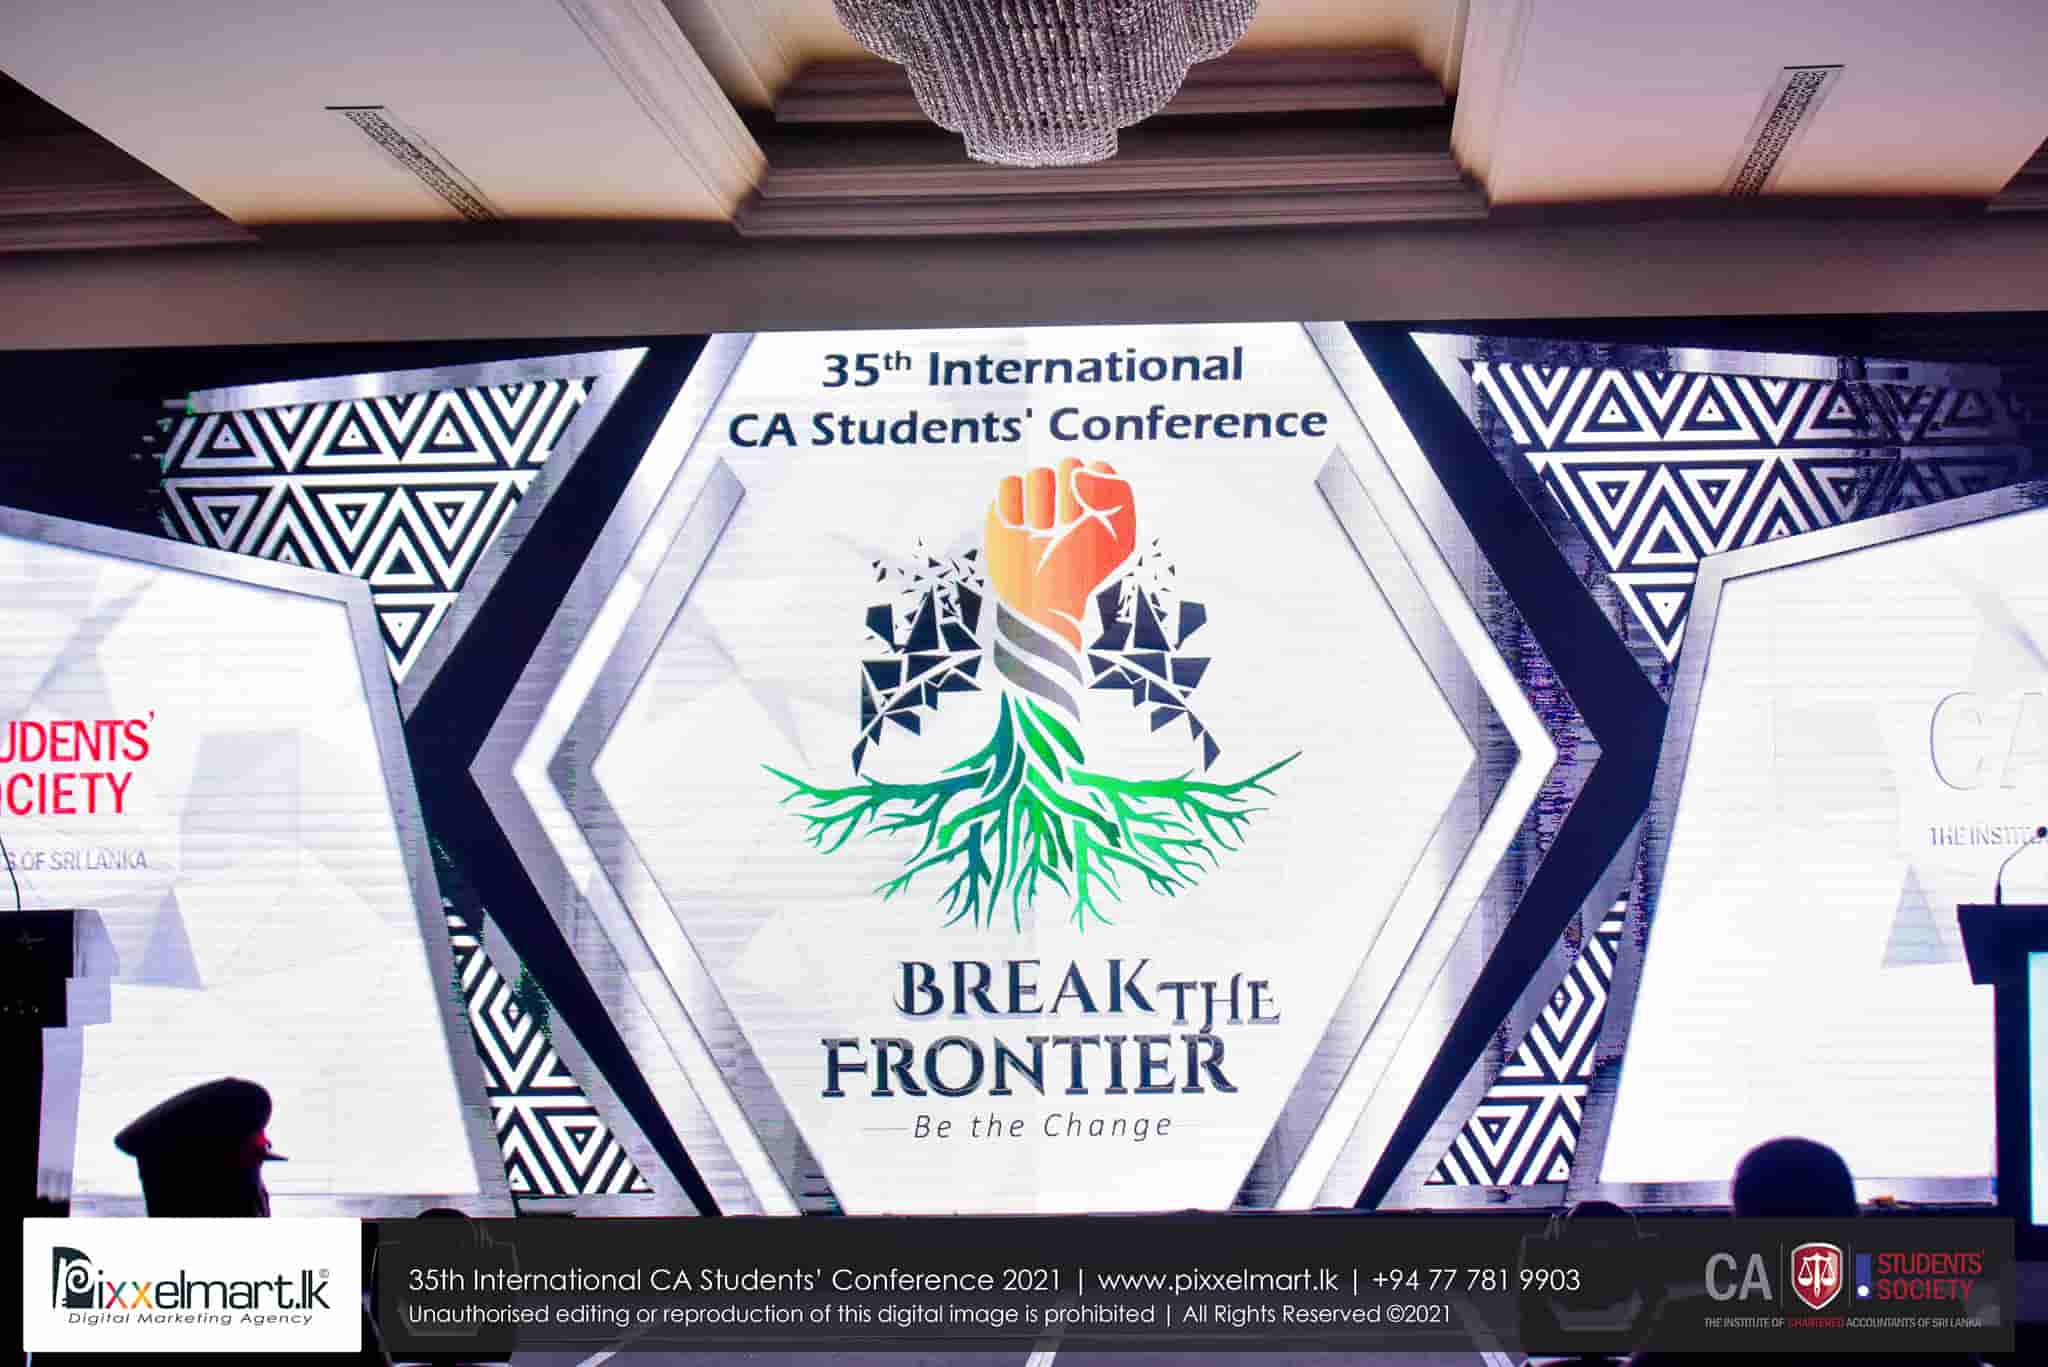 35th International
CA Students' Conference
UDENTS'
CIETY
S OF SRI LANKA
CA
THE INSTIT
BREAK THE
FRONTIER
Be the Change
Pixxelmart.lk©
Digital Marketing Agency
35th International CA Students' Conference 2021 | www.pixxelmart.lk | +94 77 781 9903
Unauthorised editing or reproduction of this digital image is prohibited | All Rights Reserved ©2021
CA STUDENTS'
SOCIETY
THE INSTITUTE OF CHARTERED ACCOUNTANTS OF SRI LANKA